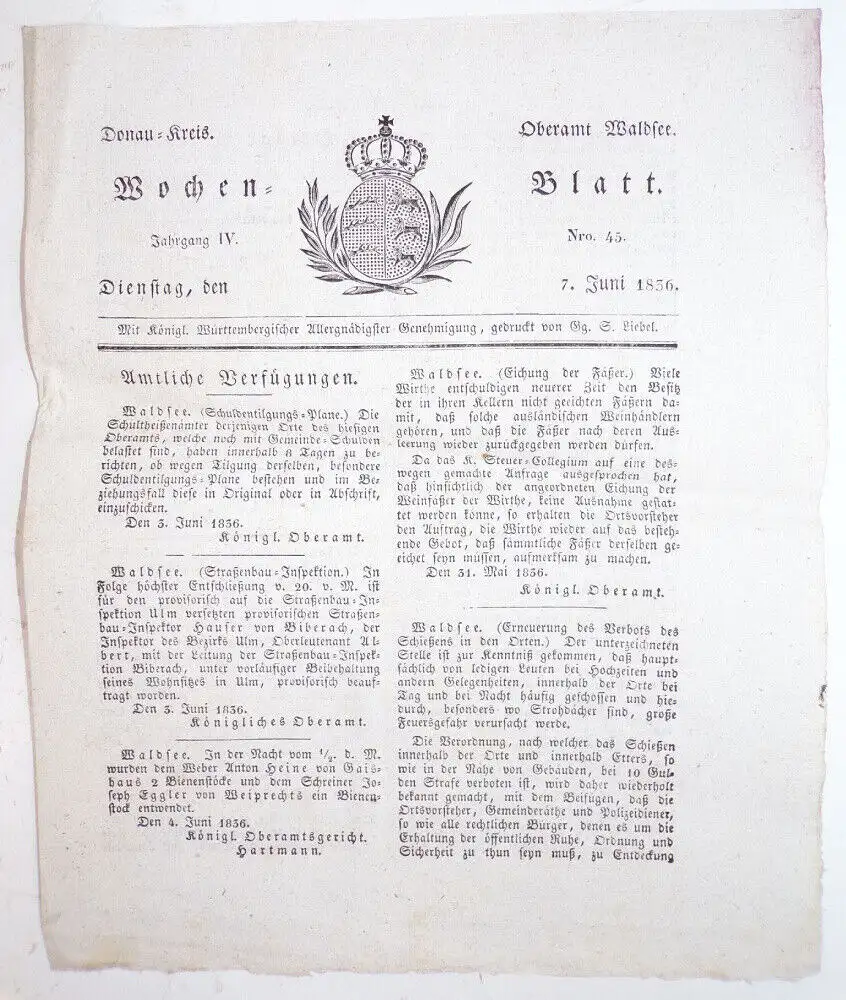 Donau=Kreis.
Oberamt Waldsee.
Wochen=
Blatt.
Jahrgang IV.
Nro. 45.
Dienstag, den
7. Juni 1836.
Mit Königl. Württembergischer Allergnädigster Genehmigung, gedruckt von Gg. S. Liebel.
Amtliche Verfügungen.
Waldsee. (Schuldentilgungs=Plane.) Die
Schultheißenämter derjenigen Orte des hiesigen
Oberamts, welche noch mit Gemeinde=Schulden
belastet sind, haben innerhalb 8 Tagen zu be=
richten, ob wegen Tilgung derselben, besondere
Schuldentilgungs=Plane bestehen und im Be=
ziehungsfall diese in Original oder in Abschrift,
einzuschicken.
Den 3. Juni 1836.
Königl. Oberamt.
Waldsee. (Straßenbau=Inspektion.) In
Folge höchster Entschließung v. 20. v. M. ist
für den provisorisch auf die Straßenbau=In=
spektion Ulm versetzten provisorischen Straßen=
bau=Inspektor Hauser von Biberach, der
Inspektor des Bezirks Ulm, Oberlieutenant Al=
bert, mit der Leitung der Straßenbau=Inspek=
tion Biberach, unter vorläufiger Beibehaltung
seines Wohnsitzes in Ulm, provisorisch beauf=
tragt worden.
Den 3. Juni 1836.
Königliches Oberamt.
Waldsee. In der Nacht vom 1/2. d. M.
wurden dem Weber Anton Heine von Gais=
haus 2 Bienenstöcke und dem Schreiner Jo=
seph Eggler von Weiprechts ein Bienen=
stock entwendet.
Den 4. Juni 1836.
Königl. Oberamtsgericht.
Hartmann.
Waldsee. (Eichung der Fäßer.) Viele
Wirthe entschuldigen neuerer Zeit den Besitz
der in ihren Kellern nicht geeichten Fäßern da=
mit, daß solche ausländischen Weinhändlern
gehören, und daß die Fäßer nach deren Aus=
leerung wieder zurückgegeben werden dürfen.
Da das K. Steuer=Collegium auf eine des=
wegen gemachte Anfrage ausgesprochen hat,
daß hinsichtlich der angeordneten Eichung der
Weinfäßer der Wirthe, keine Ausnahme gestat=
tet werden könne, so erhalten die Ortsvorsteher
den Auftrag, die Wirthe wieder auf das bestehe=
ende Gebot, daß sämmtliche Fäßer derselben ge=
eichet seyn müssen, aufmerksam zu machen.
Den 31. Mai 1836.
Königl. Oberamt.
Waldsee. (Erneuerung des Verbots des
Schießens in den Orten.) Der unterzeichneten
Stelle ist zur Kenntniß gekommen, daß haupt=
sächlich von ledigen Leuten bei Hochzeiten und
andern Gelegenheiten, innerhalb der Orte bei
Tag und bei Nacht häufig geschossen und hie=
durch, besonders wo Strohdächer sind, große
Feuersgefahr verursacht werde.
Die Verordnung, nach welcher das Schießen
innerhalb der Orte und innerhalb Etters, so
wie in der Nähe von Gebäuden, bei 10 Gul=
den Strafe verboten ist, wird daher wiederholt
bekannt gemacht, mit dem Beifügen, daß die
Ortsvorsteher, Gemeinderäthe und Polizeidiener,
so wie alle rechtlichen Bürger, denen es um die
Erhaltung der öffentlichen Ruhe, Ordnung und
Sicherheit zu thun seyn muß, zu Entdeckung